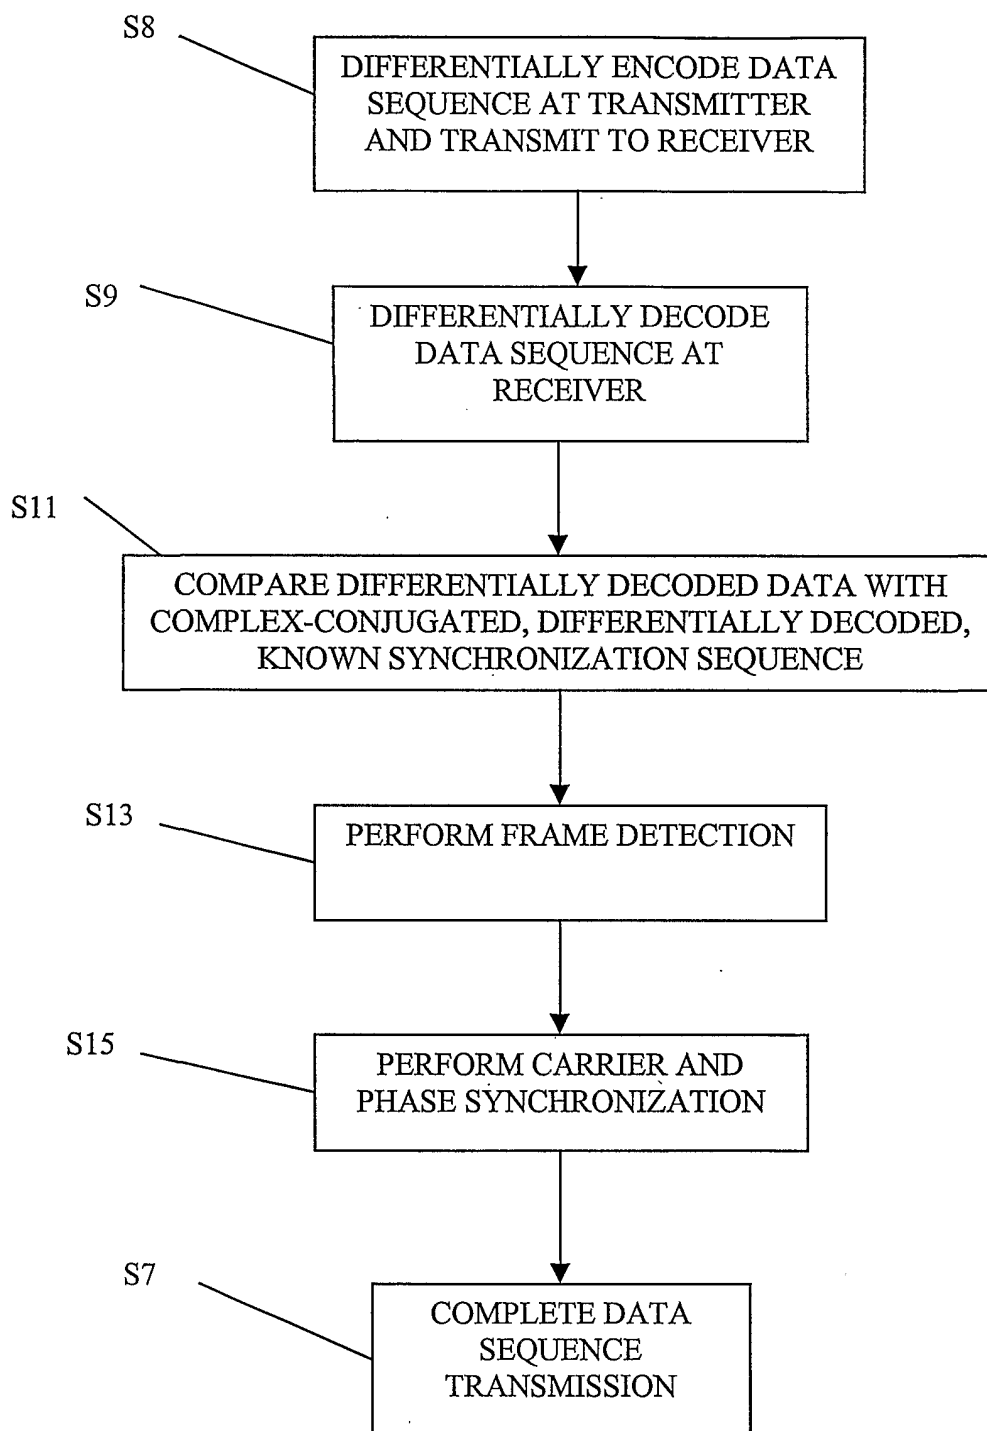 S8
DIFFERENTIALLY ENCODE DATA
SEQUENCE AT TRANSMITTER
AND TRANSMIT TO RECEIVER
S9
DIFFERENTIALLY DECODE
DATA SEQUENCE AT
RECEIVER
S11
COMPARE DIFFERENTIALLY DECODED DATA WITH
COMPLEX-CONJUGATED, DIFFERENTIALLY DECODED,
KNOWN SYNCHRONIZATION SEQUENCE
S13
PERFORM FRAME DETECTION
S15
PERFORM CARRIER AND
PHASE SYNCHRONIZATION
S7
COMPLETE DATA
SEQUENCE
TRANSMISSION